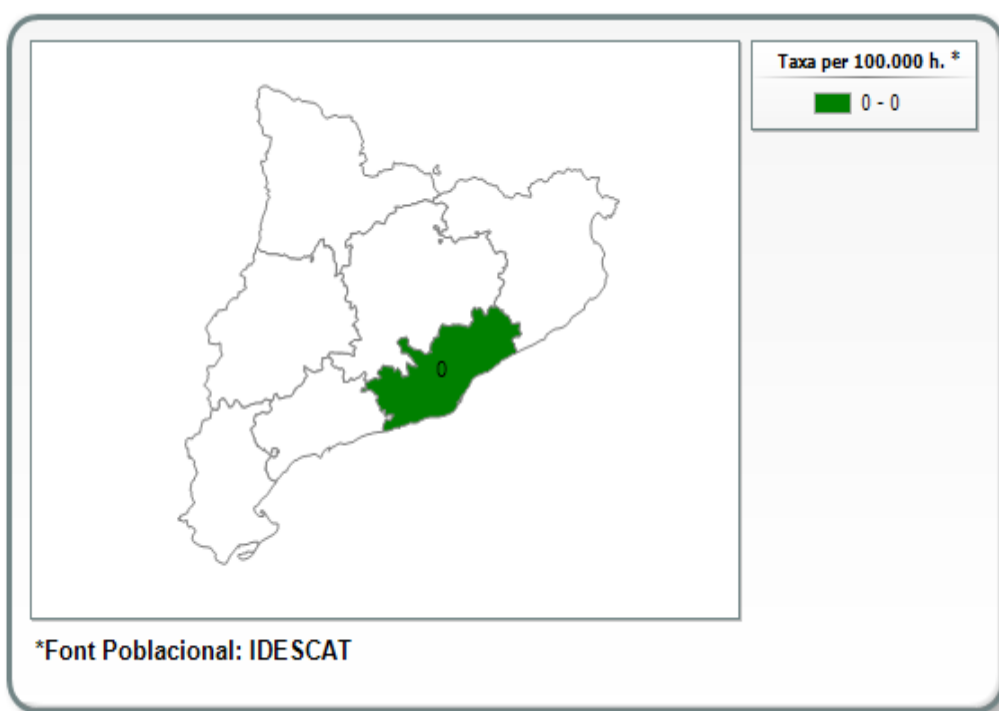 Taxa per 100.000 h. *
0 - 0
0
*Font Poblacional: IDESCAT